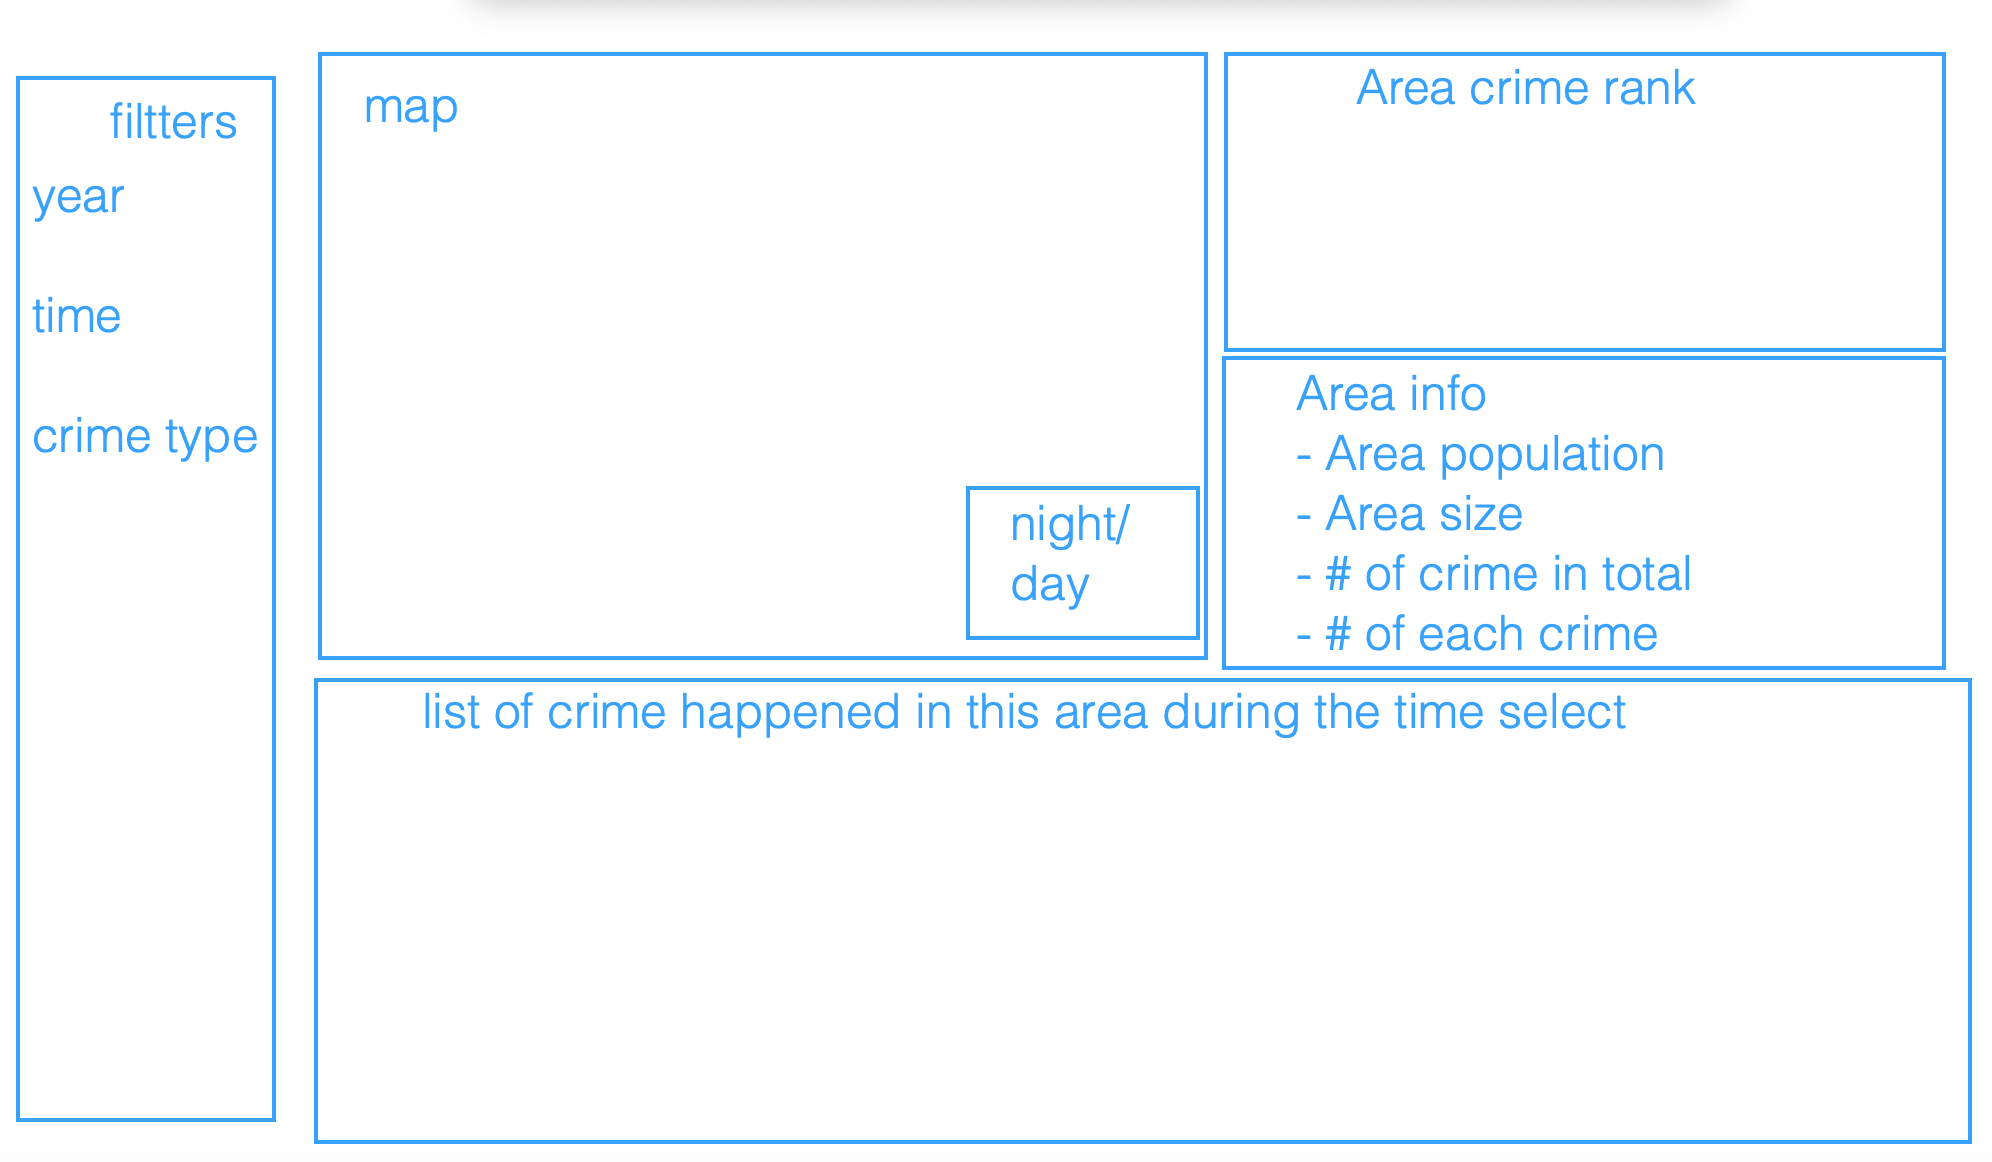 filtters
year
time
crime type
map
night/
day
Area crime rank
Area info
- Area population
- Area size
- # of crime in total
- # of each crime
list of crime happened in this area during the time select